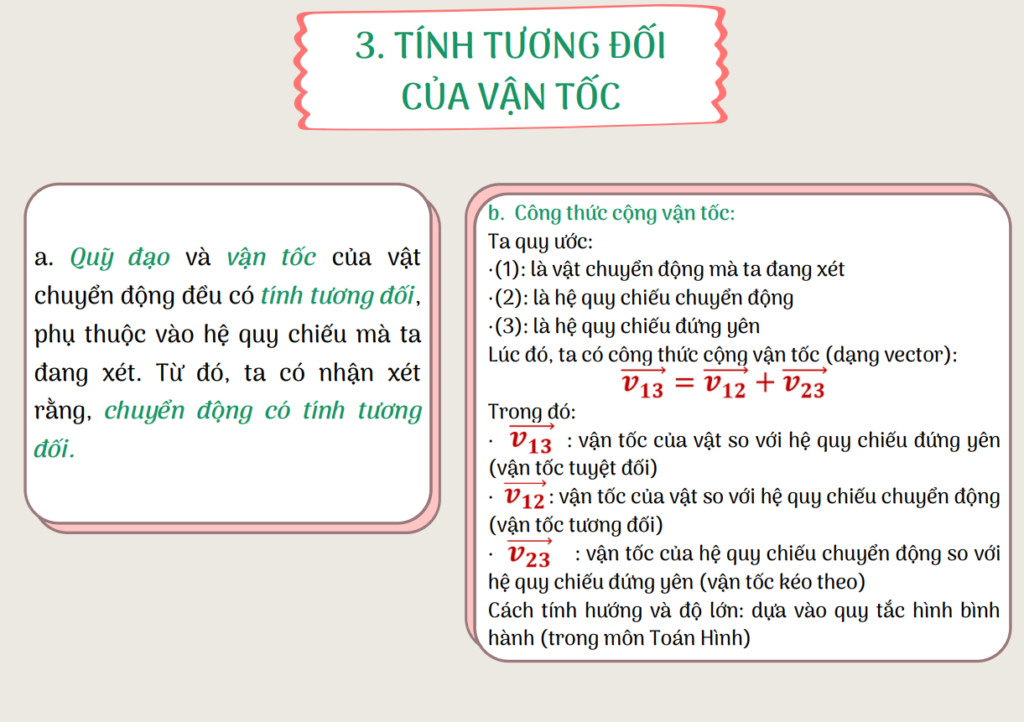 3. TÍNH TƯƠNG ĐỐI
CỦA VẬN TỐC
a. Quỹ đạo và vận tốc của vật
chuyển động đều có tính tương đối,
phụ thuộc vào hệ quy chiếu mà ta
đang xét. Từ đó, ta có nhận xét
rằng, chuyển động có tính tương
đối.
b. Công thức cộng vận tốc:
Ta quy ước:
·(1): là vật chuyển động mà ta đang xét
·(2): là hệ quy chiếu chuyển động
·(3): là hệ quy chiếu đứng yên
Lúc đó, ta có công thức cộng vận tốc (dạng vector):
$\overrightarrow{v_{13}} = \overrightarrow{v_{12}} + \overrightarrow{v_{23}}$
Trong đó:
· $\overrightarrow{v_{13}}$ : vận tốc của vật so với hệ quy chiếu đứng yên
(vận tốc tuyệt đối)
· $\overrightarrow{v_{12}}$ : vận tốc của vật so với hệ quy chiếu chuyển động
(vận tốc tương đối)
· $\overrightarrow{v_{23}}$ : vận tốc của hệ quy chiếu chuyển động so với
hệ quy chiếu đứng yên (vận tốc kéo theo)
Cách tính hướng và độ lớn: dựa vào quy tắc hình bình
hành (trong môn Toán Hình)